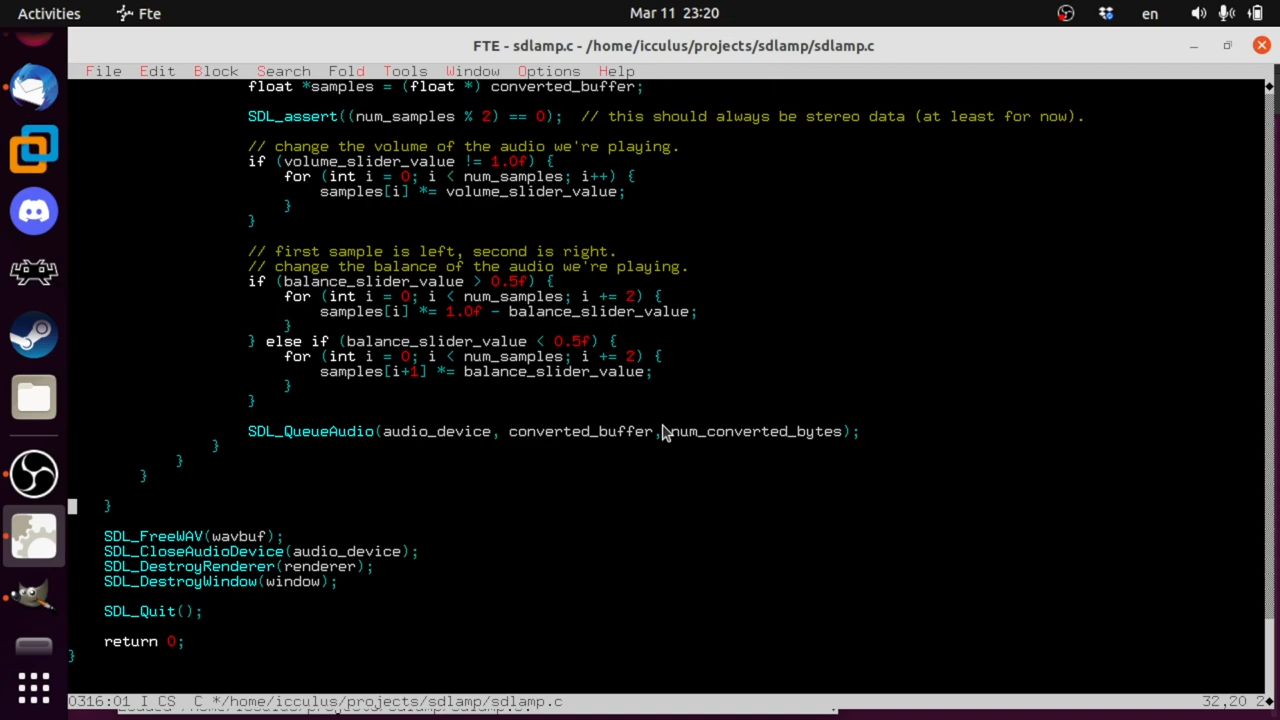 Activities
Fte
Mar 11 23:20
en
FTE - sdlamp.c - /home/icculus/projects/sdlamp/sdlamp.c
File Edit Block Search Fold Tools Window Options Help
float *samples = (float *) converted_buffer;
SDL_assert((num_samples % 2) == 0);  // this should always be stereo data (at least for now).
// change the volume of the audio we're playing.
if (volume_slider_value != 1.0f) {
for (int i = 0; i < num_samples; i++) {
samples[i] *= volume_slider_value;
}
}
// first sample is left, second is right.
// change the balance of the audio we're playing.
if (balance_slider_value > 0.5f) {
for (int i = 0; i < num_samples; i += 2) {
samples[i] *= 1.0f - balance_slider_value;
}
} else if (balance_slider_value < 0.5f) {
for (int i = 0; i < num_samples; i += 2) {
samples[i+1] *= balance_slider_value;
}
}
SDL_QueueAudio(audio_device, converted_buffer, num_converted_bytes);
}
}
}
}
SDL_FreeWAV(wavbuf);
SDL_CloseAudioDevice(audio_device);
SDL_DestroyRenderer(renderer);
SDL_DestroyWindow(window);
SDL_Quit();
return 0;
}
0316:01 I CS  C */home/icculus/projects/sdlamp/sdlamp.c
32,20 2